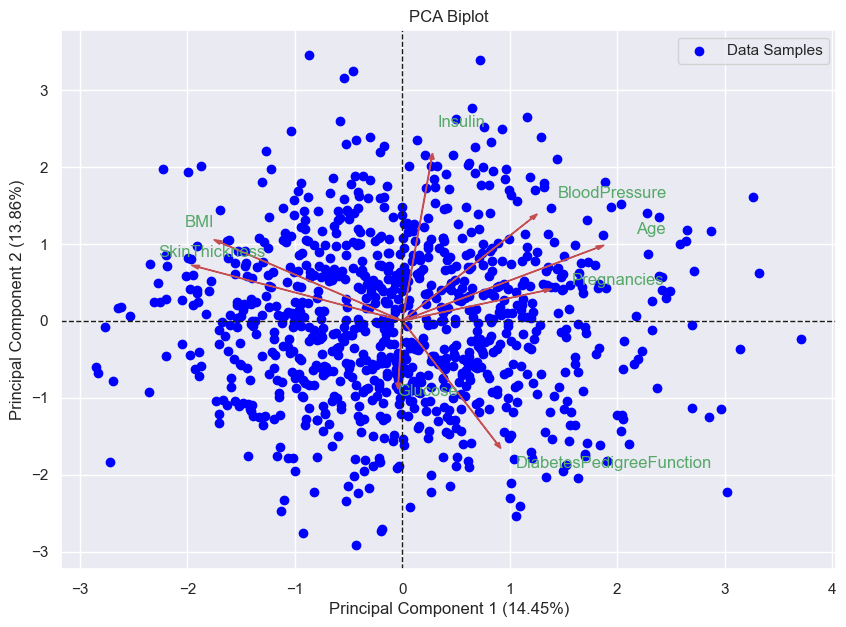 PCA Biplot
Data Samples
Principal Component 2 (13.86%)
3
2
1
0
−1
−2
−3
Insulin
BloodPressure
BMI
Age
SkinThickness
Pregnancies
Glucose
DiabetesPedigreeFunction
−3
−2
−1
0
1
2
3
4
Principal Component 1 (14.45%)